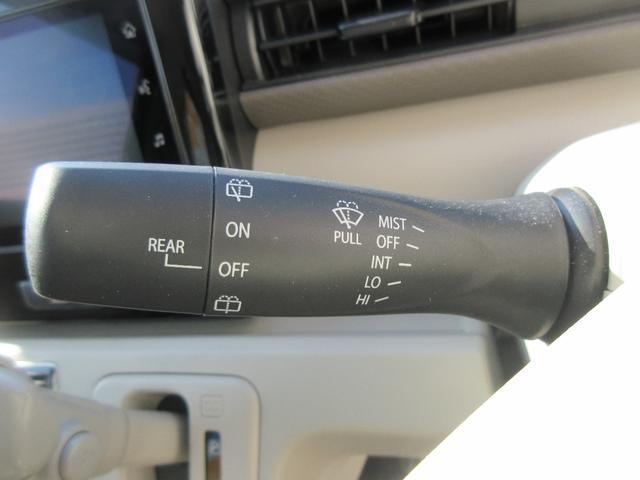 REAR
ON
OFF
PULL
MIST
OFF
INT
LO
HI